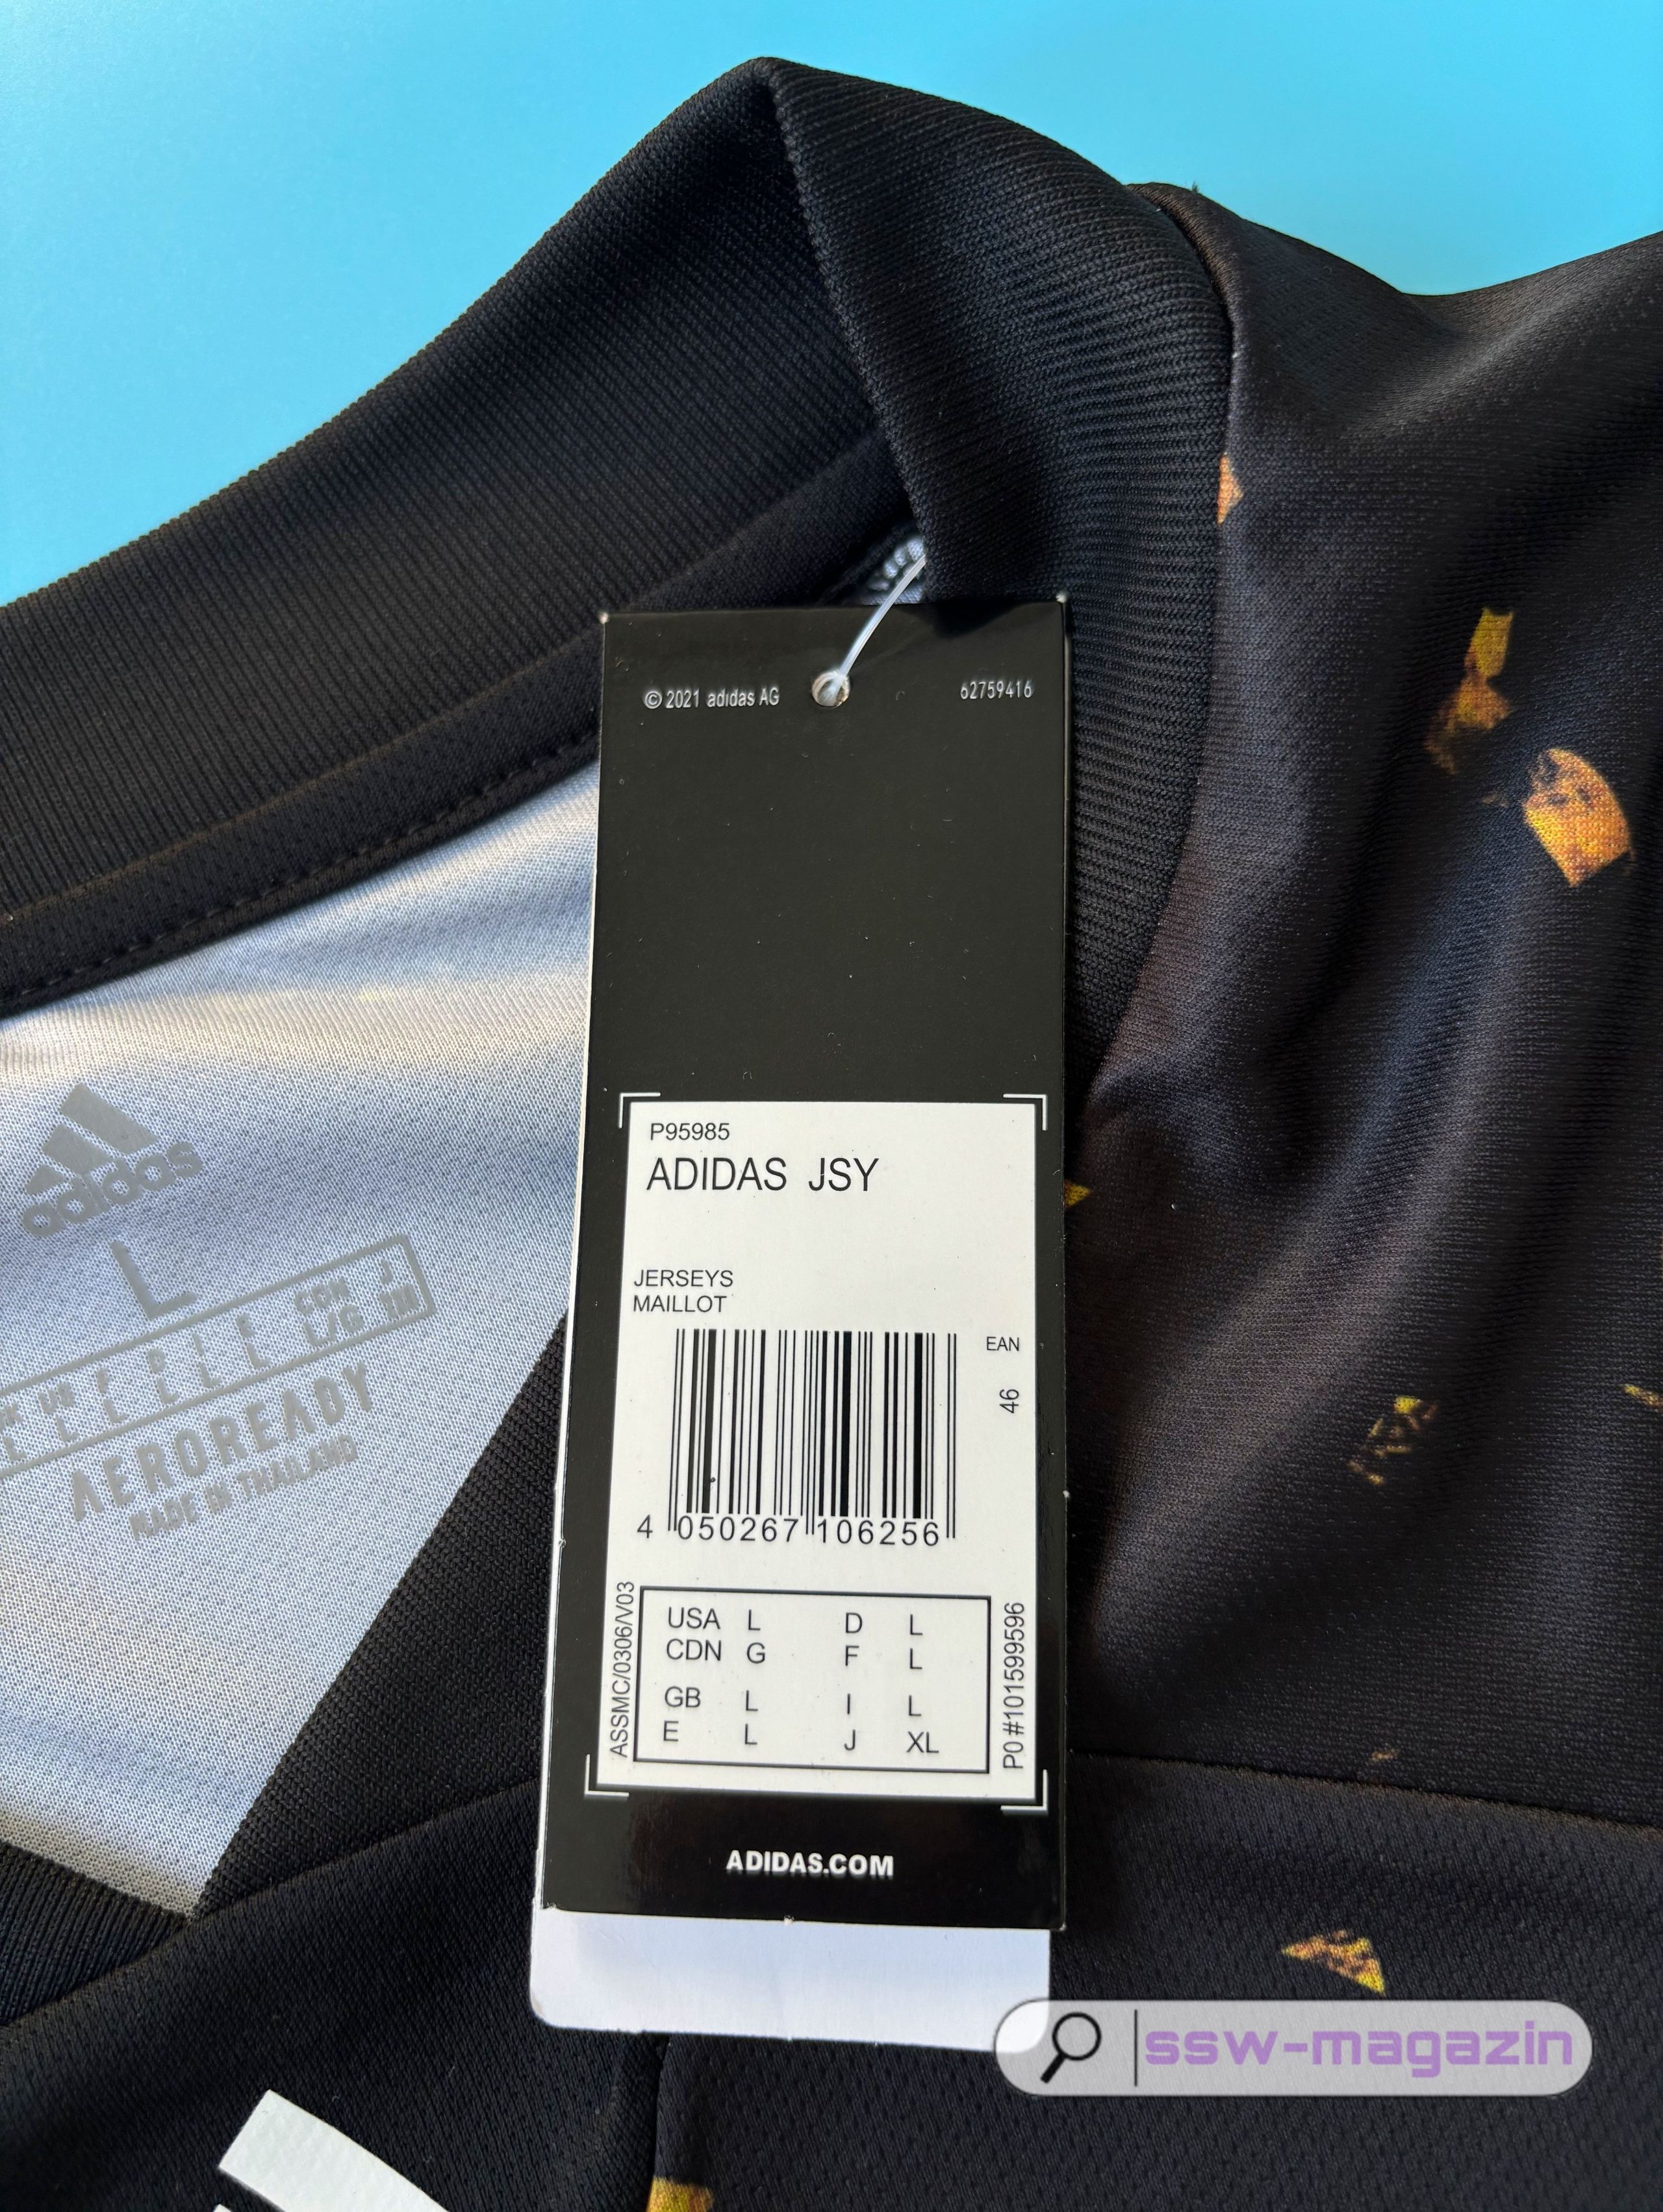 © 2021 adidas AG
62759416
P95985
ADIDAS JSY
JERSEYS
MAILLOT
EAN
46
4 050267 106256
ASSMC/0306/V03
USA L D L
CDN G F L
GB L I L
E L J XL
P0#101599596
ADIDAS.COM
adidas
L
CDN J
L L L L L L/G
AEROREADY
MADE IN THAILAND
ssw-magazin